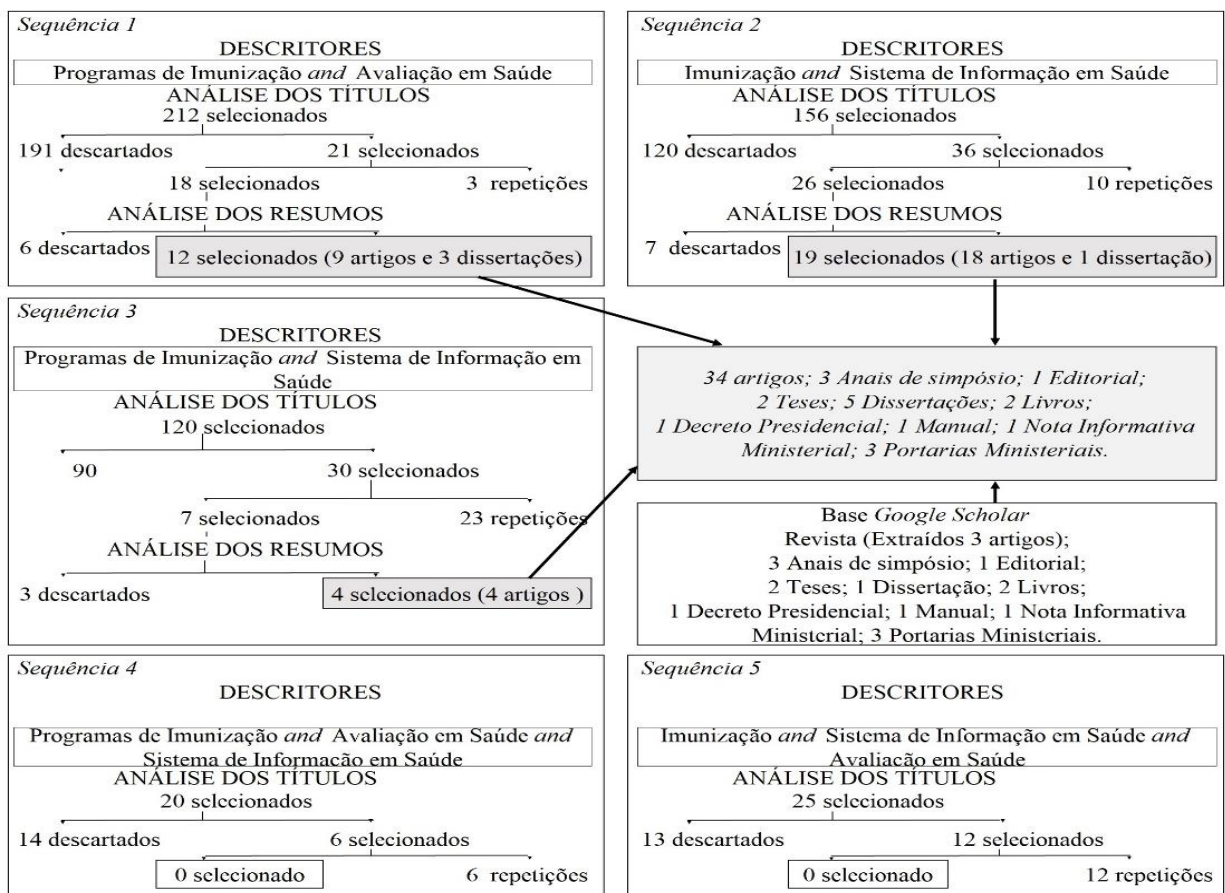 Sequência 1
DESCRITORES
Programas de Imunização and Avaliação em Saúde
ANÁLISE DOS TÍTULOS
212 selecionados
191 descartados 21 selecionados
18 selecionados 3 repetições
ANÁLISE DOS RESUMOS
6 descartados 12 selecionados (9 artigos e 3 dissertações)
Sequência 2
DESCRITORES
Imunização and Sistema de Informação em Saúde
ANÁLISE DOS TÍTULOS
156 selecionados
120 descartados 36 selecionados
26 selecionados 10 repetições
ANÁLISE DOS RESUMOS
7 descartados 19 selecionados (18 artigos e 1 dissertação)
Sequência 3
DESCRITORES
Programas de Imunização and Sistema de Informação em
Saúde
ANÁLISE DOS TÍTULOS
120 selecionados
90 30 selecionados
7 selecionados 23 repetições
ANÁLISE DOS RESUMOS
3 descartados 4 selecionados (4 artigos )
34 artigos; 3 Anais de simpósio; 1 Editorial;
2 Teses; 5 Dissertações; 2 Livros;
1 Decreto Presidencial; 1 Manual; 1 Nota Informativa
Ministerial; 3 Portarias Ministeriais.
Base Google Scholar
Revista (Extraídos 3 artigos);
3 Anais de simpósio; 1 Editorial;
2 Teses; 1 Dissertação; 2 Livros;
1 Decreto Presidencial; 1 Manual; 1 Nota Informativa
Ministerial; 3 Portarias Ministeriais.
Sequência 4
DESCRITORES
Programas de Imunização and Avaliação em Saúde and
Sistema de Informação em Saúde
ANÁLISE DOS TÍTULOS
20 selecionados
14 descartados 6 selecionados
0 selecionado 6 repetições
Sequência 5
DESCRITORES
Imunização and Sistema de Informação em Saúde and
Avaliação em Saúde
ANÁLISE DOS TÍTULOS
25 selecionados
13 descartados 12 selecionados
0 selecionado 12 repetições